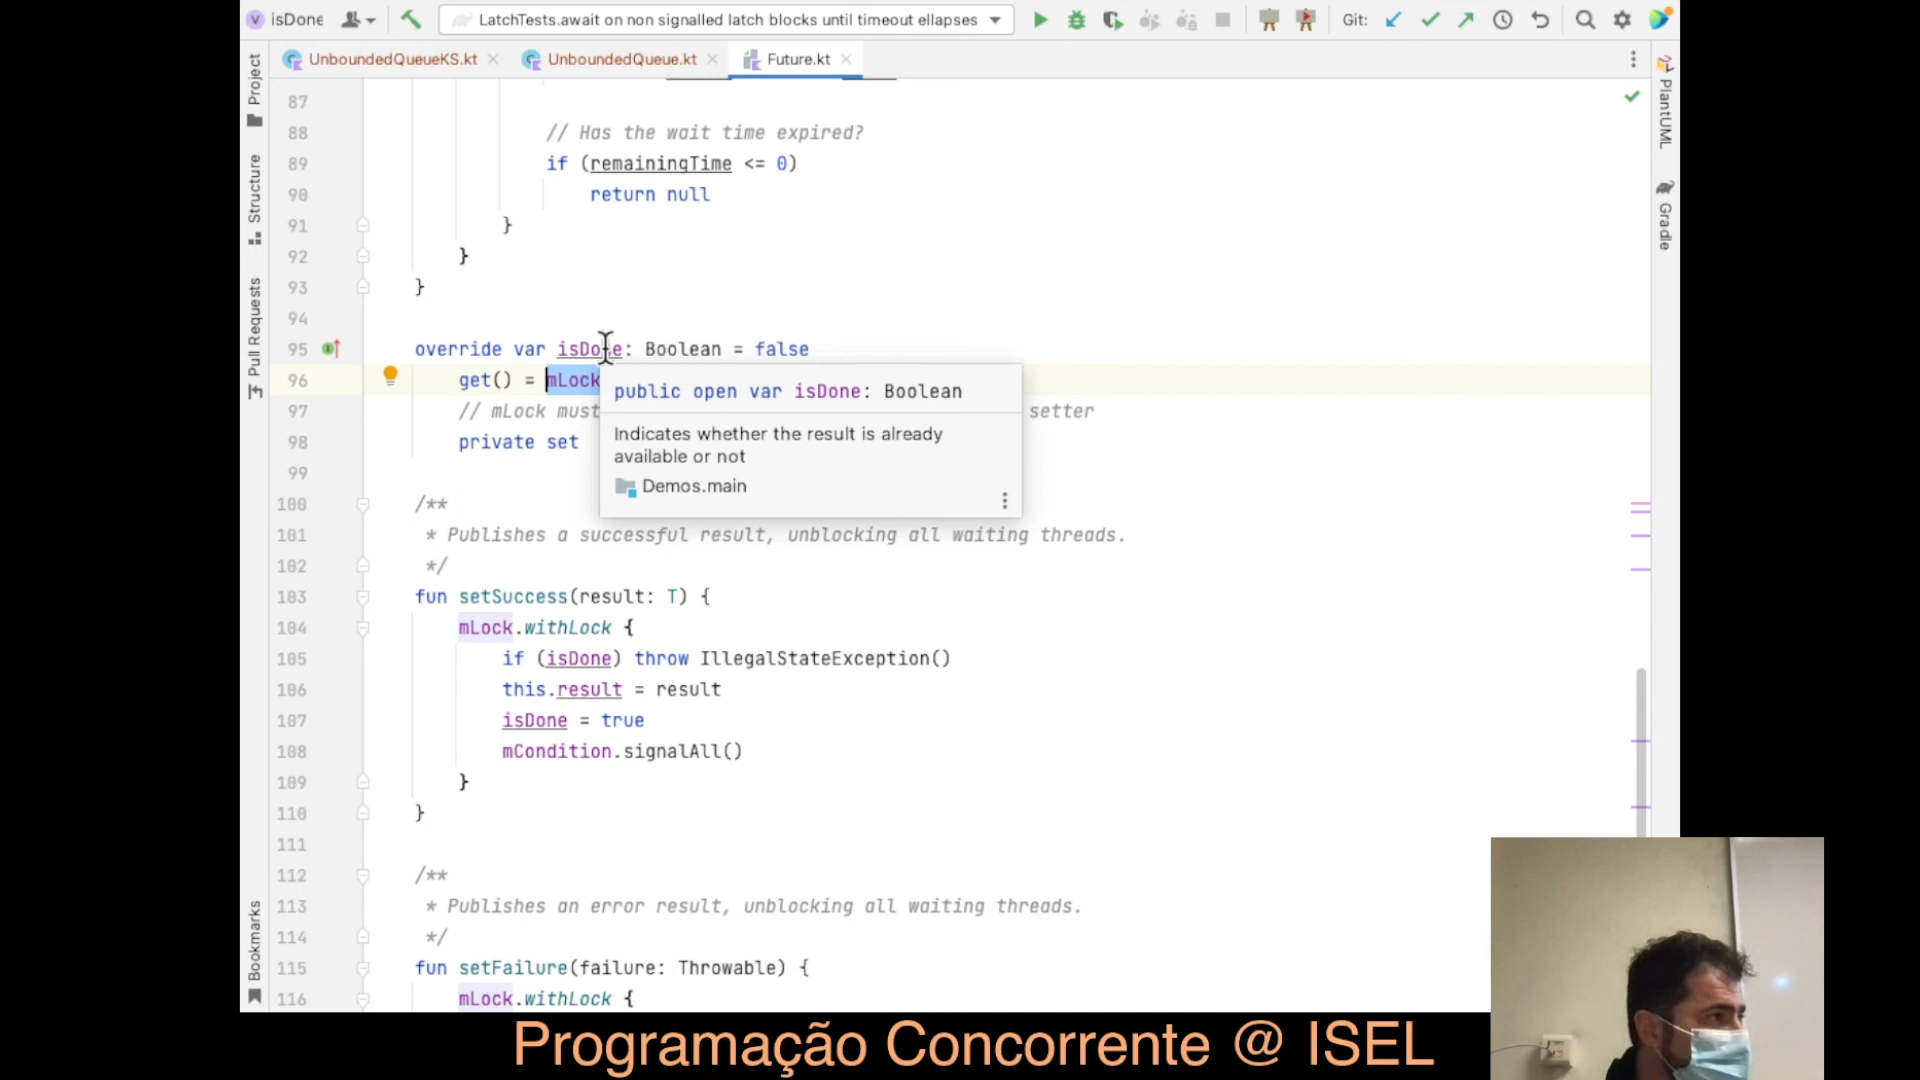 isDone
LatchTests.await on non signalled latch blocks until timeout ellapses
Git:
UnboundedQueueKS.kt
UnboundedQueue.kt
Future.kt
Project
Structure
Pull Requests
Bookmarks
PlantUML
Gradle
87
88 // Has the wait time expired?
89 if (remainingTime <= 0)
90 return null
91 }
92 }
93 }
94
95 override var isDone: Boolean = false
96 get() = mLock
97 // mLock must setter
98 private set
99
public open var isDone: Boolean
Indicates whether the result is already
available or not
Demos.main
100 /**
101 * Publishes a successful result, unblocking all waiting threads.
102 */
103 fun setSuccess(result: T) {
104 mLock.withLock {
105 if (isDone) throw IllegalStateException()
106 this.result = result
107 isDone = true
108 mCondition.signalAll()
109 }
110 }
111
112 /**
113 * Publishes an error result, unblocking all waiting threads.
114 */
115 fun setFailure(failure: Throwable) {
116 mLock.withLock {
Programação Concorrente @ ISEL